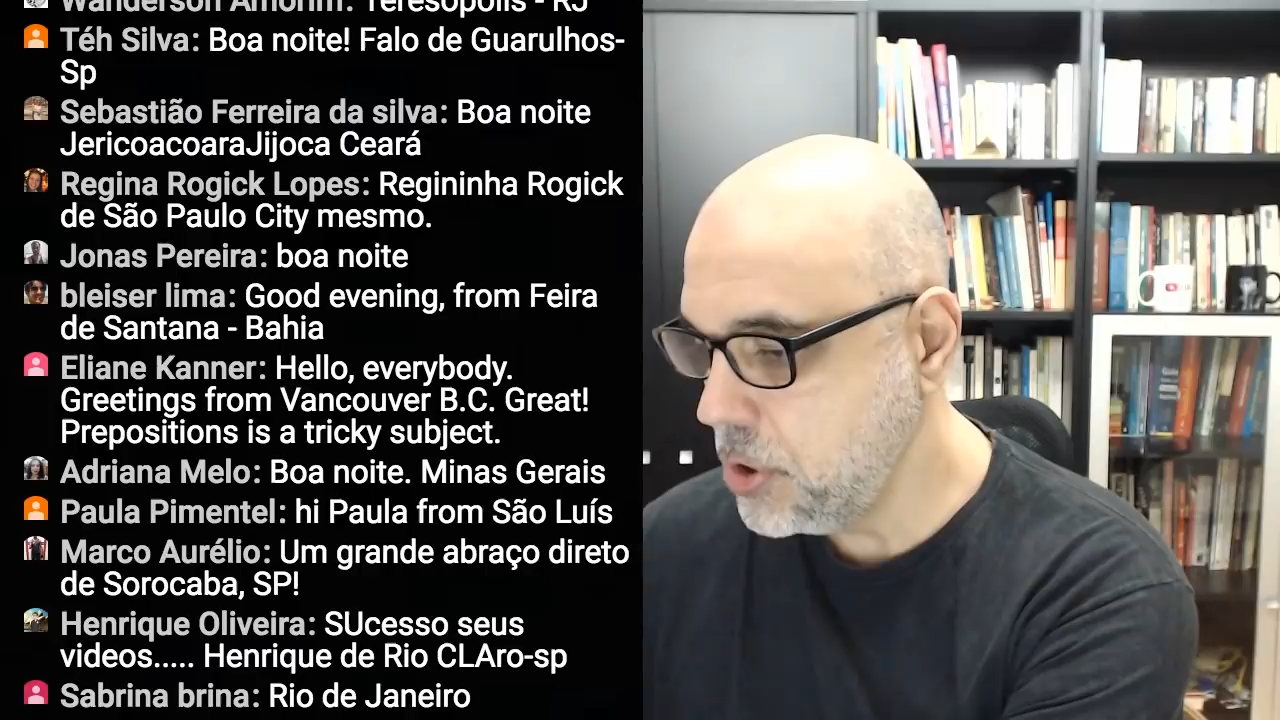 Wanderson Amorim: Teresópolis - RJ
Téh Silva: Boa noite! Falo de Guarulhos-
Sp
Sebastião Ferreira da silva: Boa noite
JericoacoaraJijoca Ceará
Regina Rogick Lopes: Regininha Rogick
de São Paulo City mesmo.
Jonas Pereira: boa noite
bleiser lima: Good evening, from Feira
de Santana - Bahia
Eliane Kanner: Hello, everybody.
Greetings from Vancouver B.C. Great!
Prepositions is a tricky subject.
Adriana Melo: Boa noite. Minas Gerais
Paula Pimentel: hi Paula from São Luís
Marco Aurélio: Um grande abraço direto
de Sorocaba, SP!
Henrique Oliveira: SUcesso seus
videos..... Henrique de Rio CLAro-sp
Sabrina brina: Rio de Janeiro